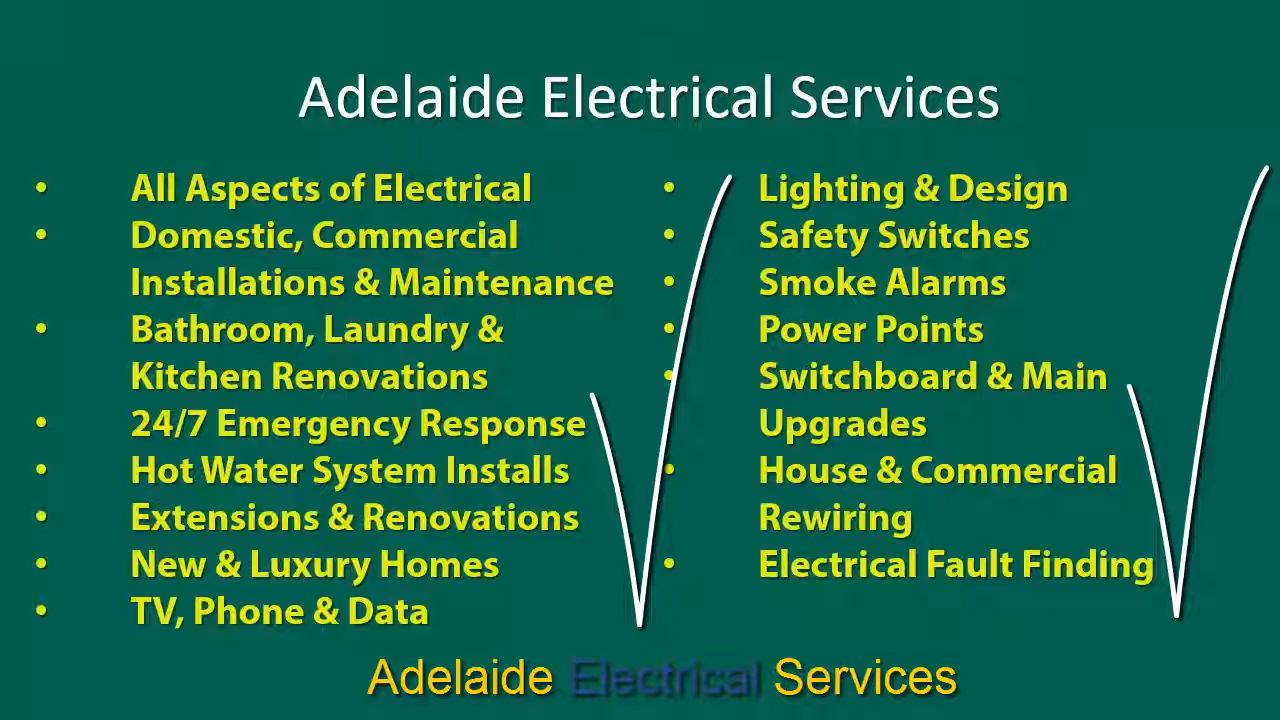 Adelaide Electrical Services
• All Aspects of Electrical
• Domestic, Commercial
Installations & Maintenance
• Bathroom, Laundry &
Kitchen Renovations
• 24/7 Emergency Response
• Hot Water System Installs
• Extensions & Renovations
• New & Luxury Homes
• TV, Phone & Data
• Lighting & Design
• Safety Switches
• Smoke Alarms
• Power Points
• Switchboard & Main
Upgrades
• House & Commercial
Rewiring
• Electrical Fault Finding
Adelaide Electrical Services